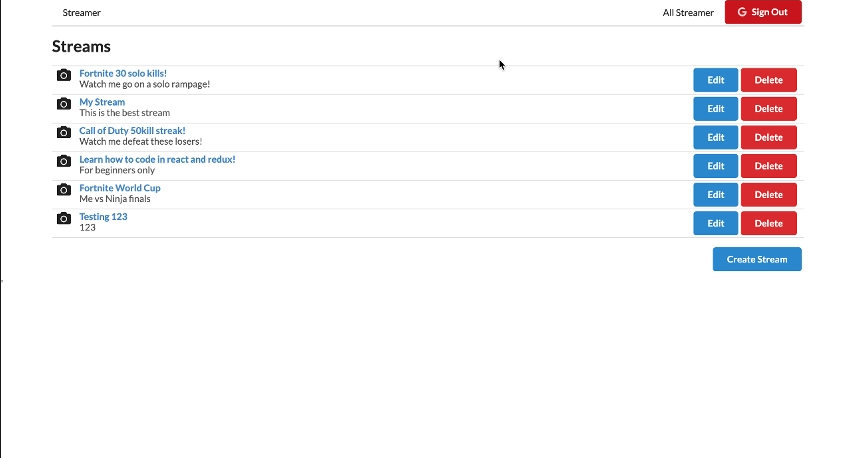 Streamer
All Streamer
Sign Out
Streams
Fortnite 30 solo kills!
Watch me go on a solo rampage!
Edit
Delete
My Stream
This is the best stream
Edit
Delete
Call of Duty 50kill streak!
Watch me defeat these losers!
Edit
Delete
Learn how to code in react and redux!
For beginners only
Edit
Delete
Fortnite World Cup
Me vs Ninja finals
Edit
Delete
Testing 123
123
Edit
Delete
Create Stream